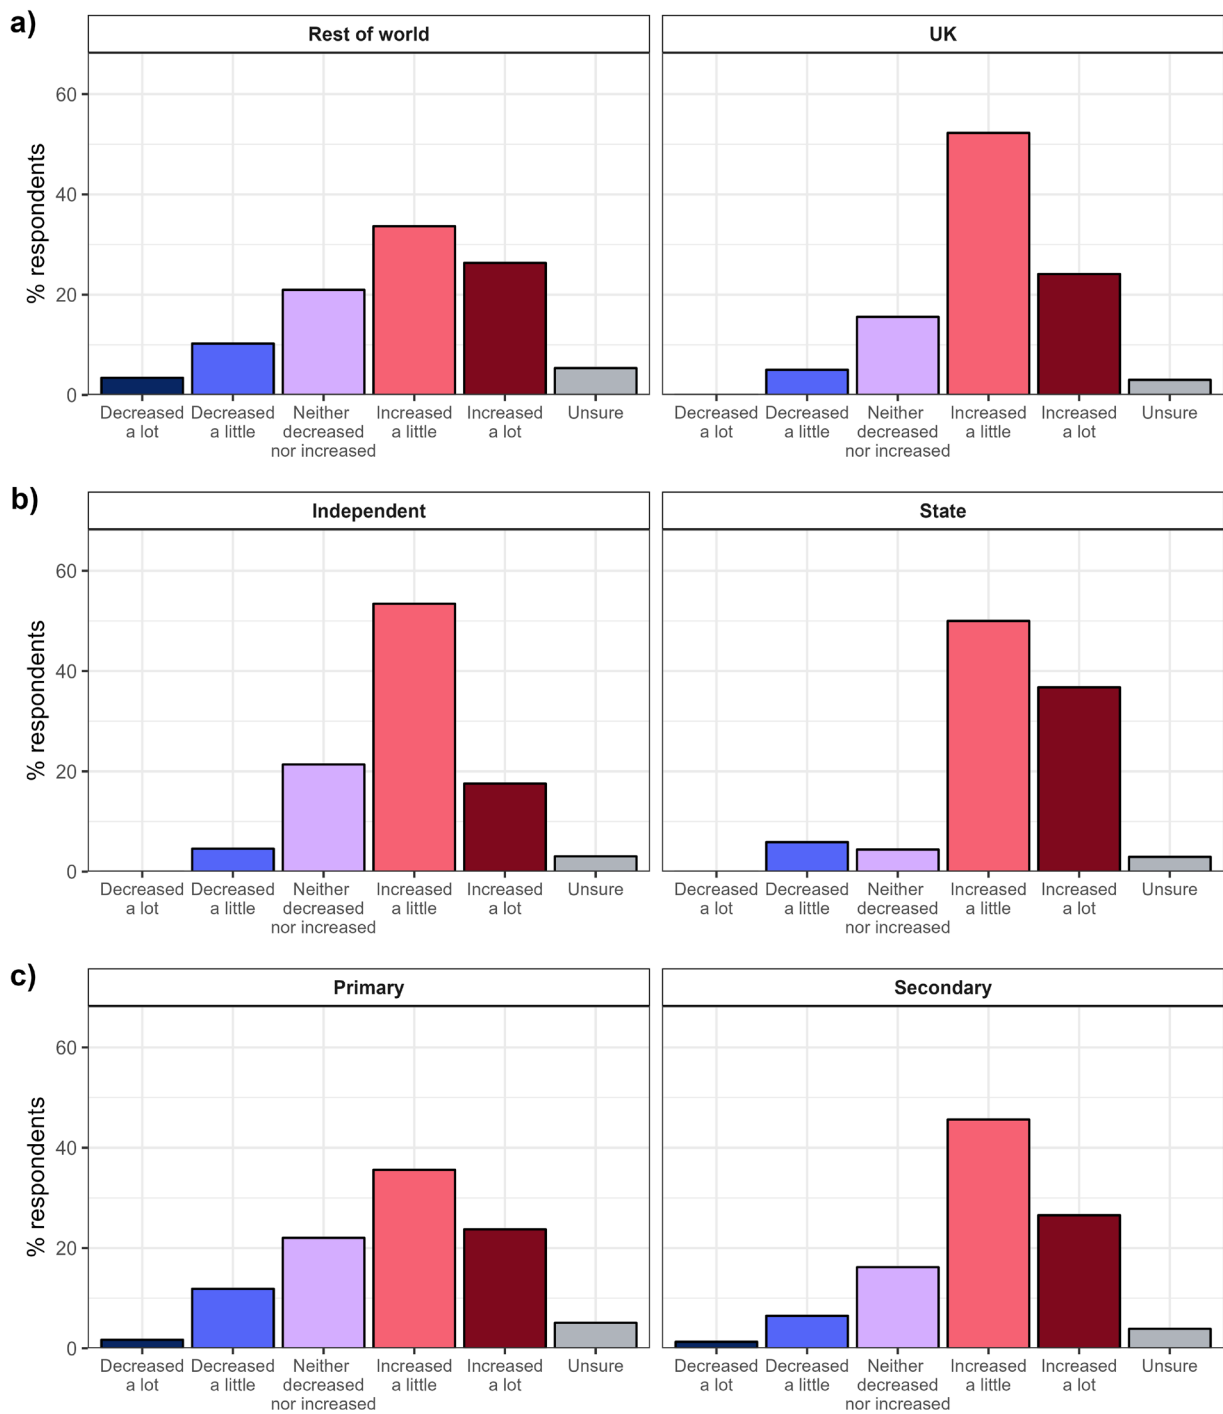 a)
Rest of world
UK
% respondents
60
40
20
0
Decreased
a lot
Decreased
a little
Neither
decreased
nor increased
Increased
a little
Increased
a lot
Unsure
Decreased
a lot
Decreased
a little
Neither
decreased
nor increased
Increased
a little
Increased
a lot
Unsure
b)
Independent
State
% respondents
60
40
20
0
Decreased
a lot
Decreased
a little
Neither
decreased
nor increased
Increased
a little
Increased
a lot
Unsure
Decreased
a lot
Decreased
a little
Neither
decreased
nor increased
Increased
a little
Increased
a lot
Unsure
c)
Primary
Secondary
% respondents
60
40
20
0
Decreased
a lot
Decreased
a little
Neither
decreased
nor increased
Increased
a little
Increased
a lot
Unsure
Decreased
a lot
Decreased
a little
Neither
decreased
nor increased
Increased
a little
Increased
a lot
Unsure